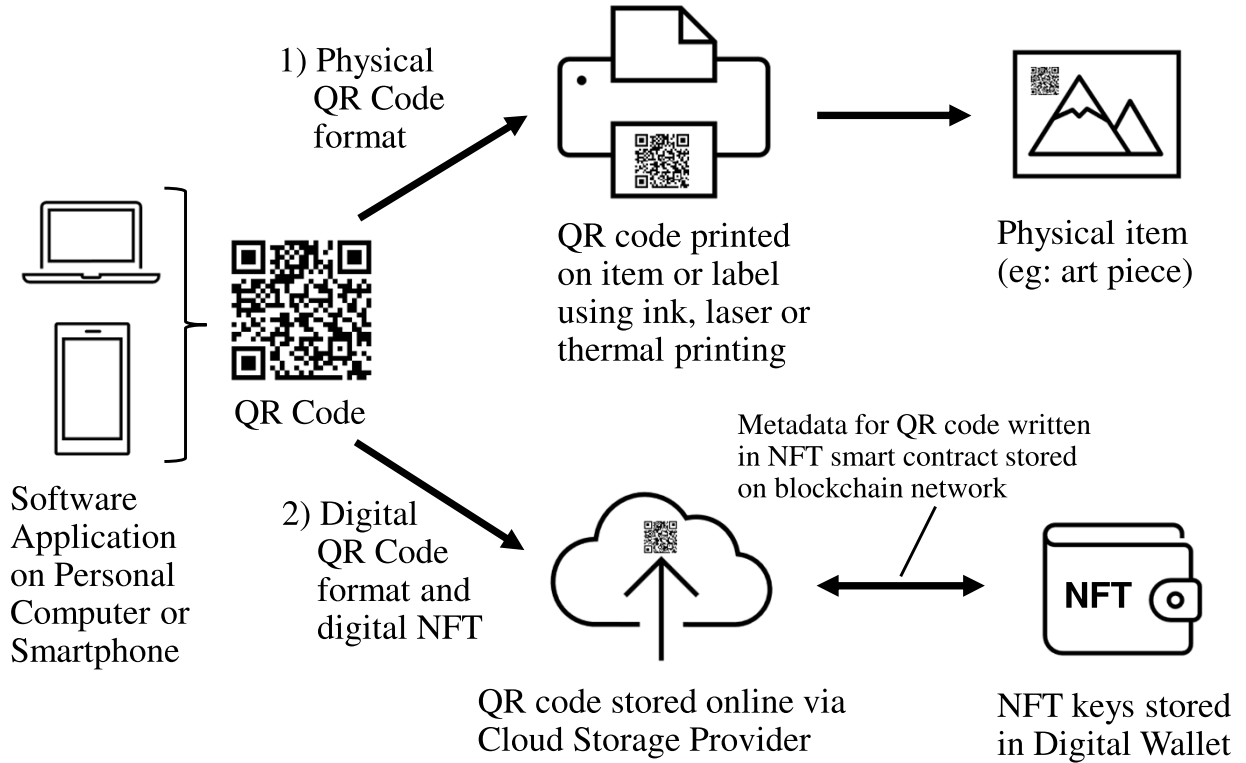 1) Physical
QR Code
format
QR code printed
on item or label
using ink, laser or
thermal printing
Physical item
(eg: art piece)
QR Code
Software
Application
on Personal
Computer or
Smartphone
2) Digital
QR Code
format and
digital NFT
Metadata for QR code written
in NFT smart contract stored
on blockchain network
NFT
QR code stored online via
Cloud Storage Provider
NFT keys stored
in Digital Wallet